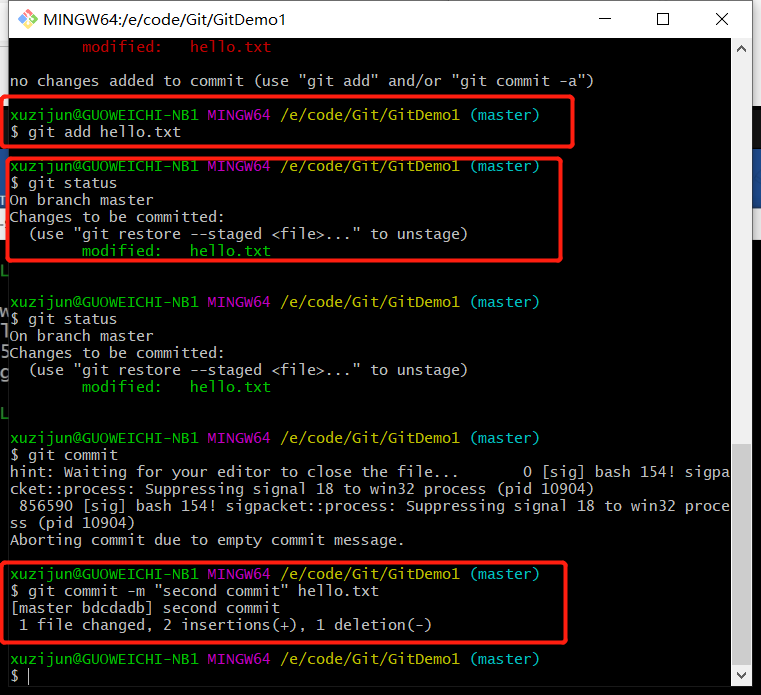 MINGW64:/e/code/Git/GitDemo1
modified: hello.txt
no changes added to commit (use "git add" and/or "git commit -a")
xuzijun@GUOWEICHI-NB1 MINGW64 /e/code/Git/GitDemo1 (master)
$ git add hello.txt
xuzijun@GUOWEICHI-NB1 MINGW64 /e/code/Git/GitDemo1 (master)
$ git status
On branch master
Changes to be committed:
(use "git restore --staged <file>..." to unstage)
modified: hello.txt
xuzijun@GUOWEICHI-NB1 MINGW64 /e/code/Git/GitDemo1 (master)
$ git status
On branch master
Changes to be committed:
(use "git restore --staged <file>..." to unstage)
modified: hello.txt
xuzijun@GUOWEICHI-NB1 MINGW64 /e/code/Git/GitDemo1 (master)
$ git commit
hint: Waiting for your editor to close the file... 0 [sig] bash 154! sigpa
cket::process: Suppressing signal 18 to win32 process (pid 10904)
856590 [sig] bash 154! sigpacket::process: Suppressing signal 18 to win32 proce
ss (pid 10904)
Aborting commit due to empty commit message.
xuzijun@GUOWEICHI-NB1 MINGW64 /e/code/Git/GitDemo1 (master)
$ git commit -m "second commit" hello.txt
[master bdcdadb] second commit
1 file changed, 2 insertions(+), 1 deletion(-)
xuzijun@GUOWEICHI-NB1 MINGW64 /e/code/Git/GitDemo1 (master)
$